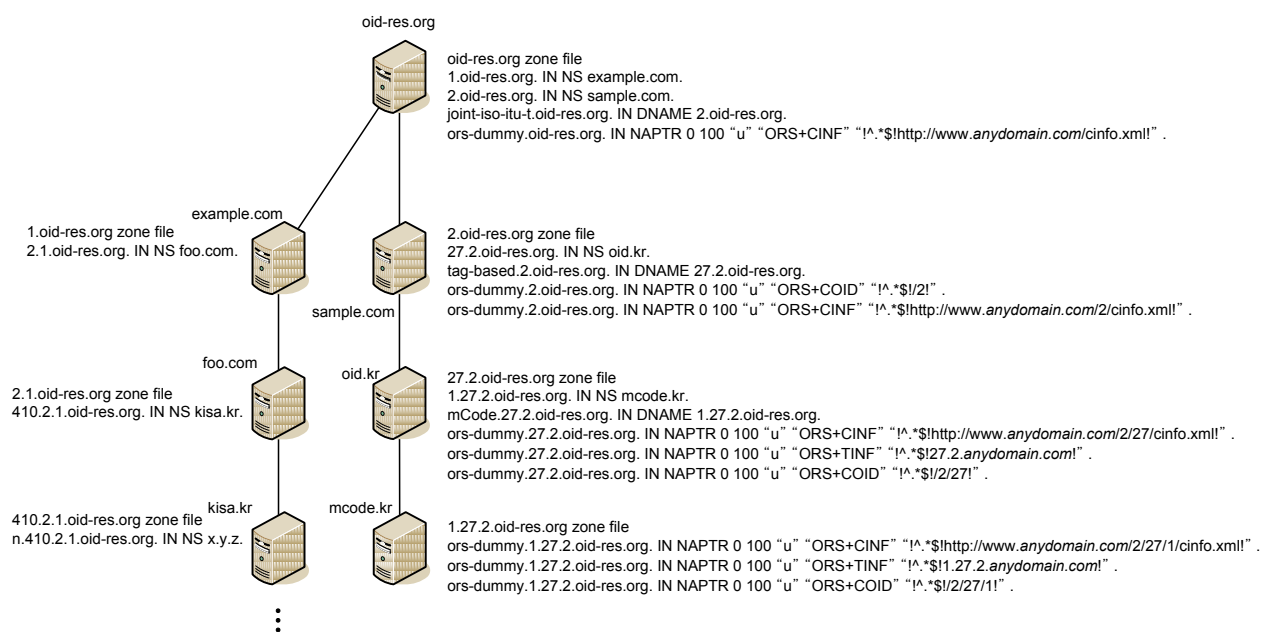 oid-res.org
oid-res.org zone file
1.oid-res.org. IN NS example.com.
2.oid-res.org. IN NS sample.com.
joint-iso-itu-t.oid-res.org. IN DNAME 2.oid-res.org.
ors-dummy.oid-res.org. IN NAPTR 0 100 “u” “ORS+CINF” “!^.*$!http://www.anydomain.com/cinfo.xml!” .
example.com
1.oid-res.org zone file
2.1.oid-res.org. IN NS foo.com.
sample.com
2.oid-res.org zone file
27.2.oid-res.org. IN NS oid.kr.
tag-based.2.oid-res.org. IN DNAME 27.2.oid-res.org.
ors-dummy.2.oid-res.org. IN NAPTR 0 100 “u” “ORS+COID” “!^.*$!/2!” .
ors-dummy.2.oid-res.org. IN NAPTR 0 100 “u” “ORS+CINF” “!^.*$!http://www.anydomain.com/2/cinfo.xml!” .
foo.com
2.1.oid-res.org zone file
410.2.1.oid-res.org. IN NS kisa.kr.
oid.kr
27.2.oid-res.org zone file
1.27.2.oid-res.org. IN NS mcode.kr.
mCode.27.2.oid-res.org. IN DNAME 1.27.2.oid-res.org.
ors-dummy.27.2.oid-res.org. IN NAPTR 0 100 “u” “ORS+CINF” “!^.*$!http://www.anydomain.com/2/27/cinfo.xml!” .
ors-dummy.27.2.oid-res.org. IN NAPTR 0 100 “u” “ORS+TINF” “!^.*$!27.2.anydomain.com!” .
ors-dummy.27.2.oid-res.org. IN NAPTR 0 100 “u” “ORS+COID” “!^.*$!/2/27!” .
kisa.kr
410.2.1.oid-res.org zone file
n.410.2.1.oid-res.org. IN NS x.y.z.
mcode.kr
1.27.2.oid-res.org zone file
ors-dummy.1.27.2.oid-res.org. IN NAPTR 0 100 “u” “ORS+CINF” “!^.*$!http://www.anydomain.com/2/27/1/cinfo.xml!” .
ors-dummy.1.27.2.oid-res.org. IN NAPTR 0 100 “u” “ORS+TINF” “!^.*$!1.27.2.anydomain.com!” .
ors-dummy.1.27.2.oid-res.org. IN NAPTR 0 100 “u” “ORS+COID” “!^.*$!/2/27/1!” .